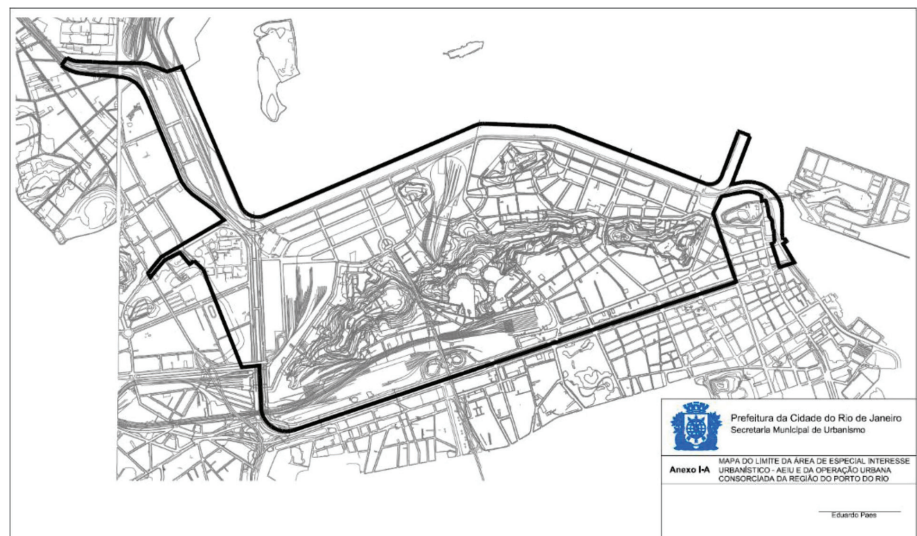 Prefeitura da Cidade do Rio de Janeiro
Secretaria Municipal de Urbanismo
Anexo I-A
MAPA DO LIMITE DA ÁREA DE ESPECIAL INTERESSE
URBANÍSTICO - AEIU E DA OPERAÇÃO URBANA
CONSORCIADA DA REGIÃO DO PORTO DO RIO
Eduardo Paes